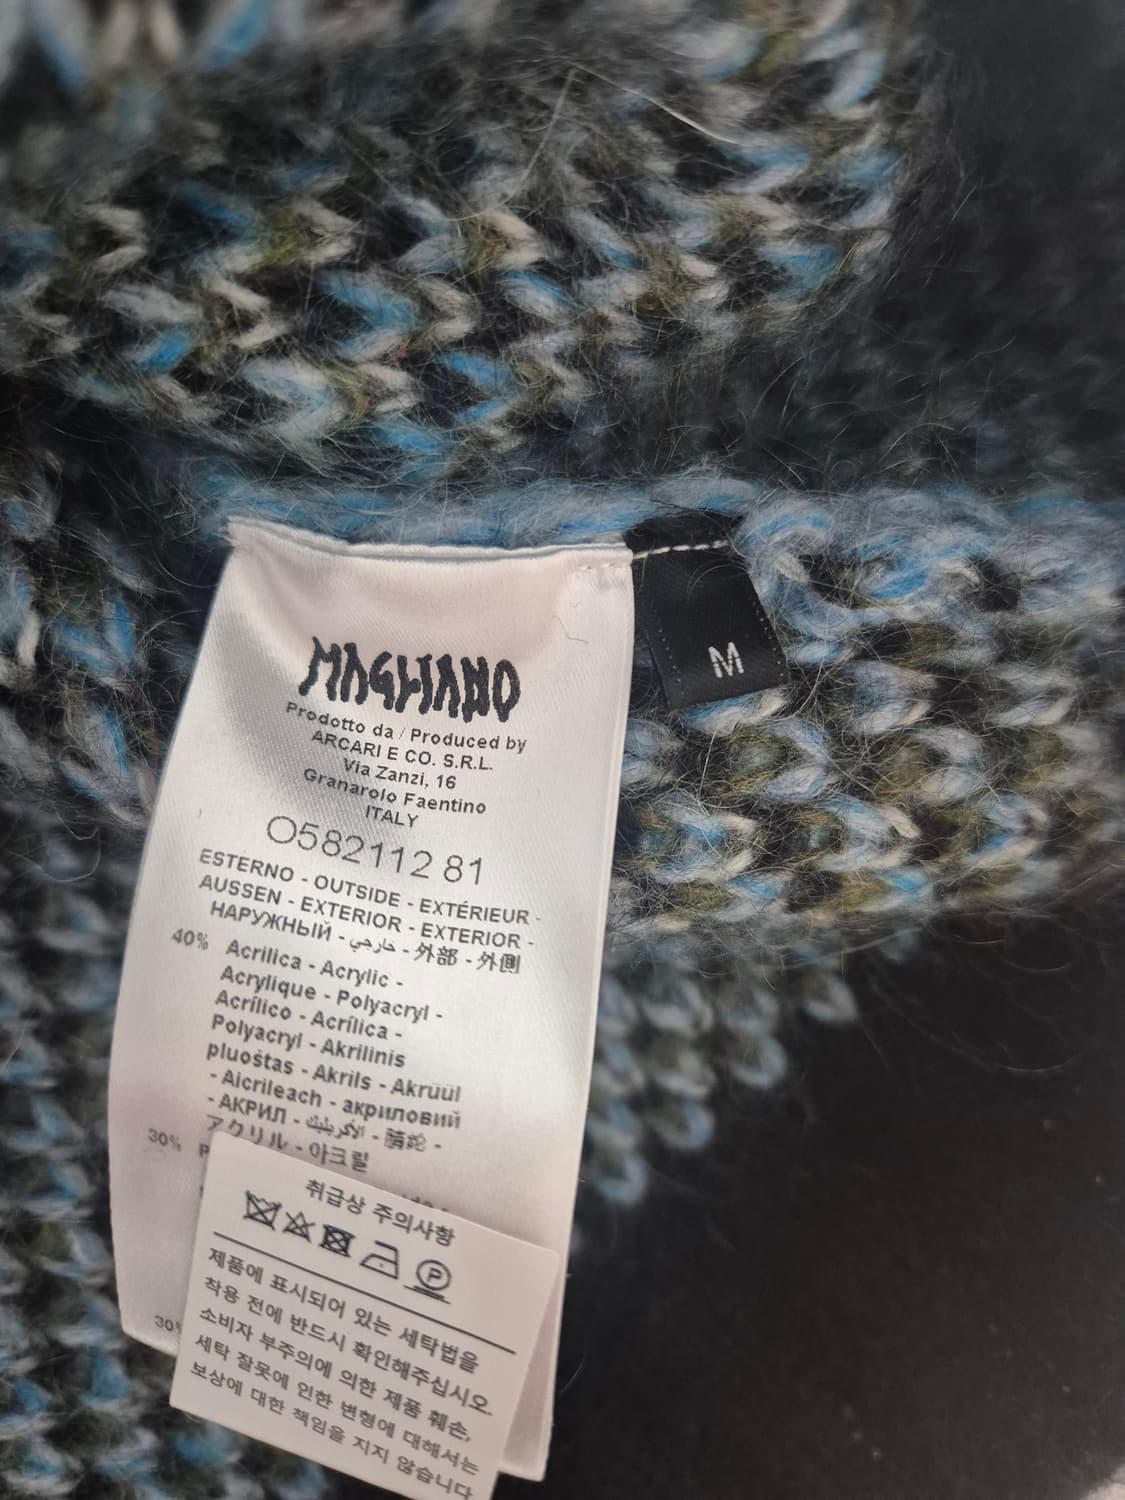 MAGLIANO
Prodotto da / Produced by
ARCARI E CO. S.R.L.
Via Zanzi, 16
Granarolo Faentino
ITALY
O582112 81
ESTERNO - OUTSIDE - EXTÉRIEUR -
AUSSEN - EXTERIOR - EXTERIOR -
НАРУЖНЫЙ - خارجي - 外部 - 外側
40% Acrilica - Acrylic -
Acrylique - Polyacryl -
Acrílico - Acrílica -
Polyacryl - Akrilinis
pluoštas - Akrils - Akrüül
- Aicrileach - акриловий
- АКРИЛ - الأكريليك - 腈纶 -
アクリル - 아크릴
30%
30%
M
취급상 주의사항
P
제품에 표시되어 있는 세탁법을
착용 전에 반드시 확인해주십시오.
소비자 부주의에 의한 제품 훼손,
세탁 잘못에 인한 변형에 대해서는
보상에 대한 책임을 지지 않습니다